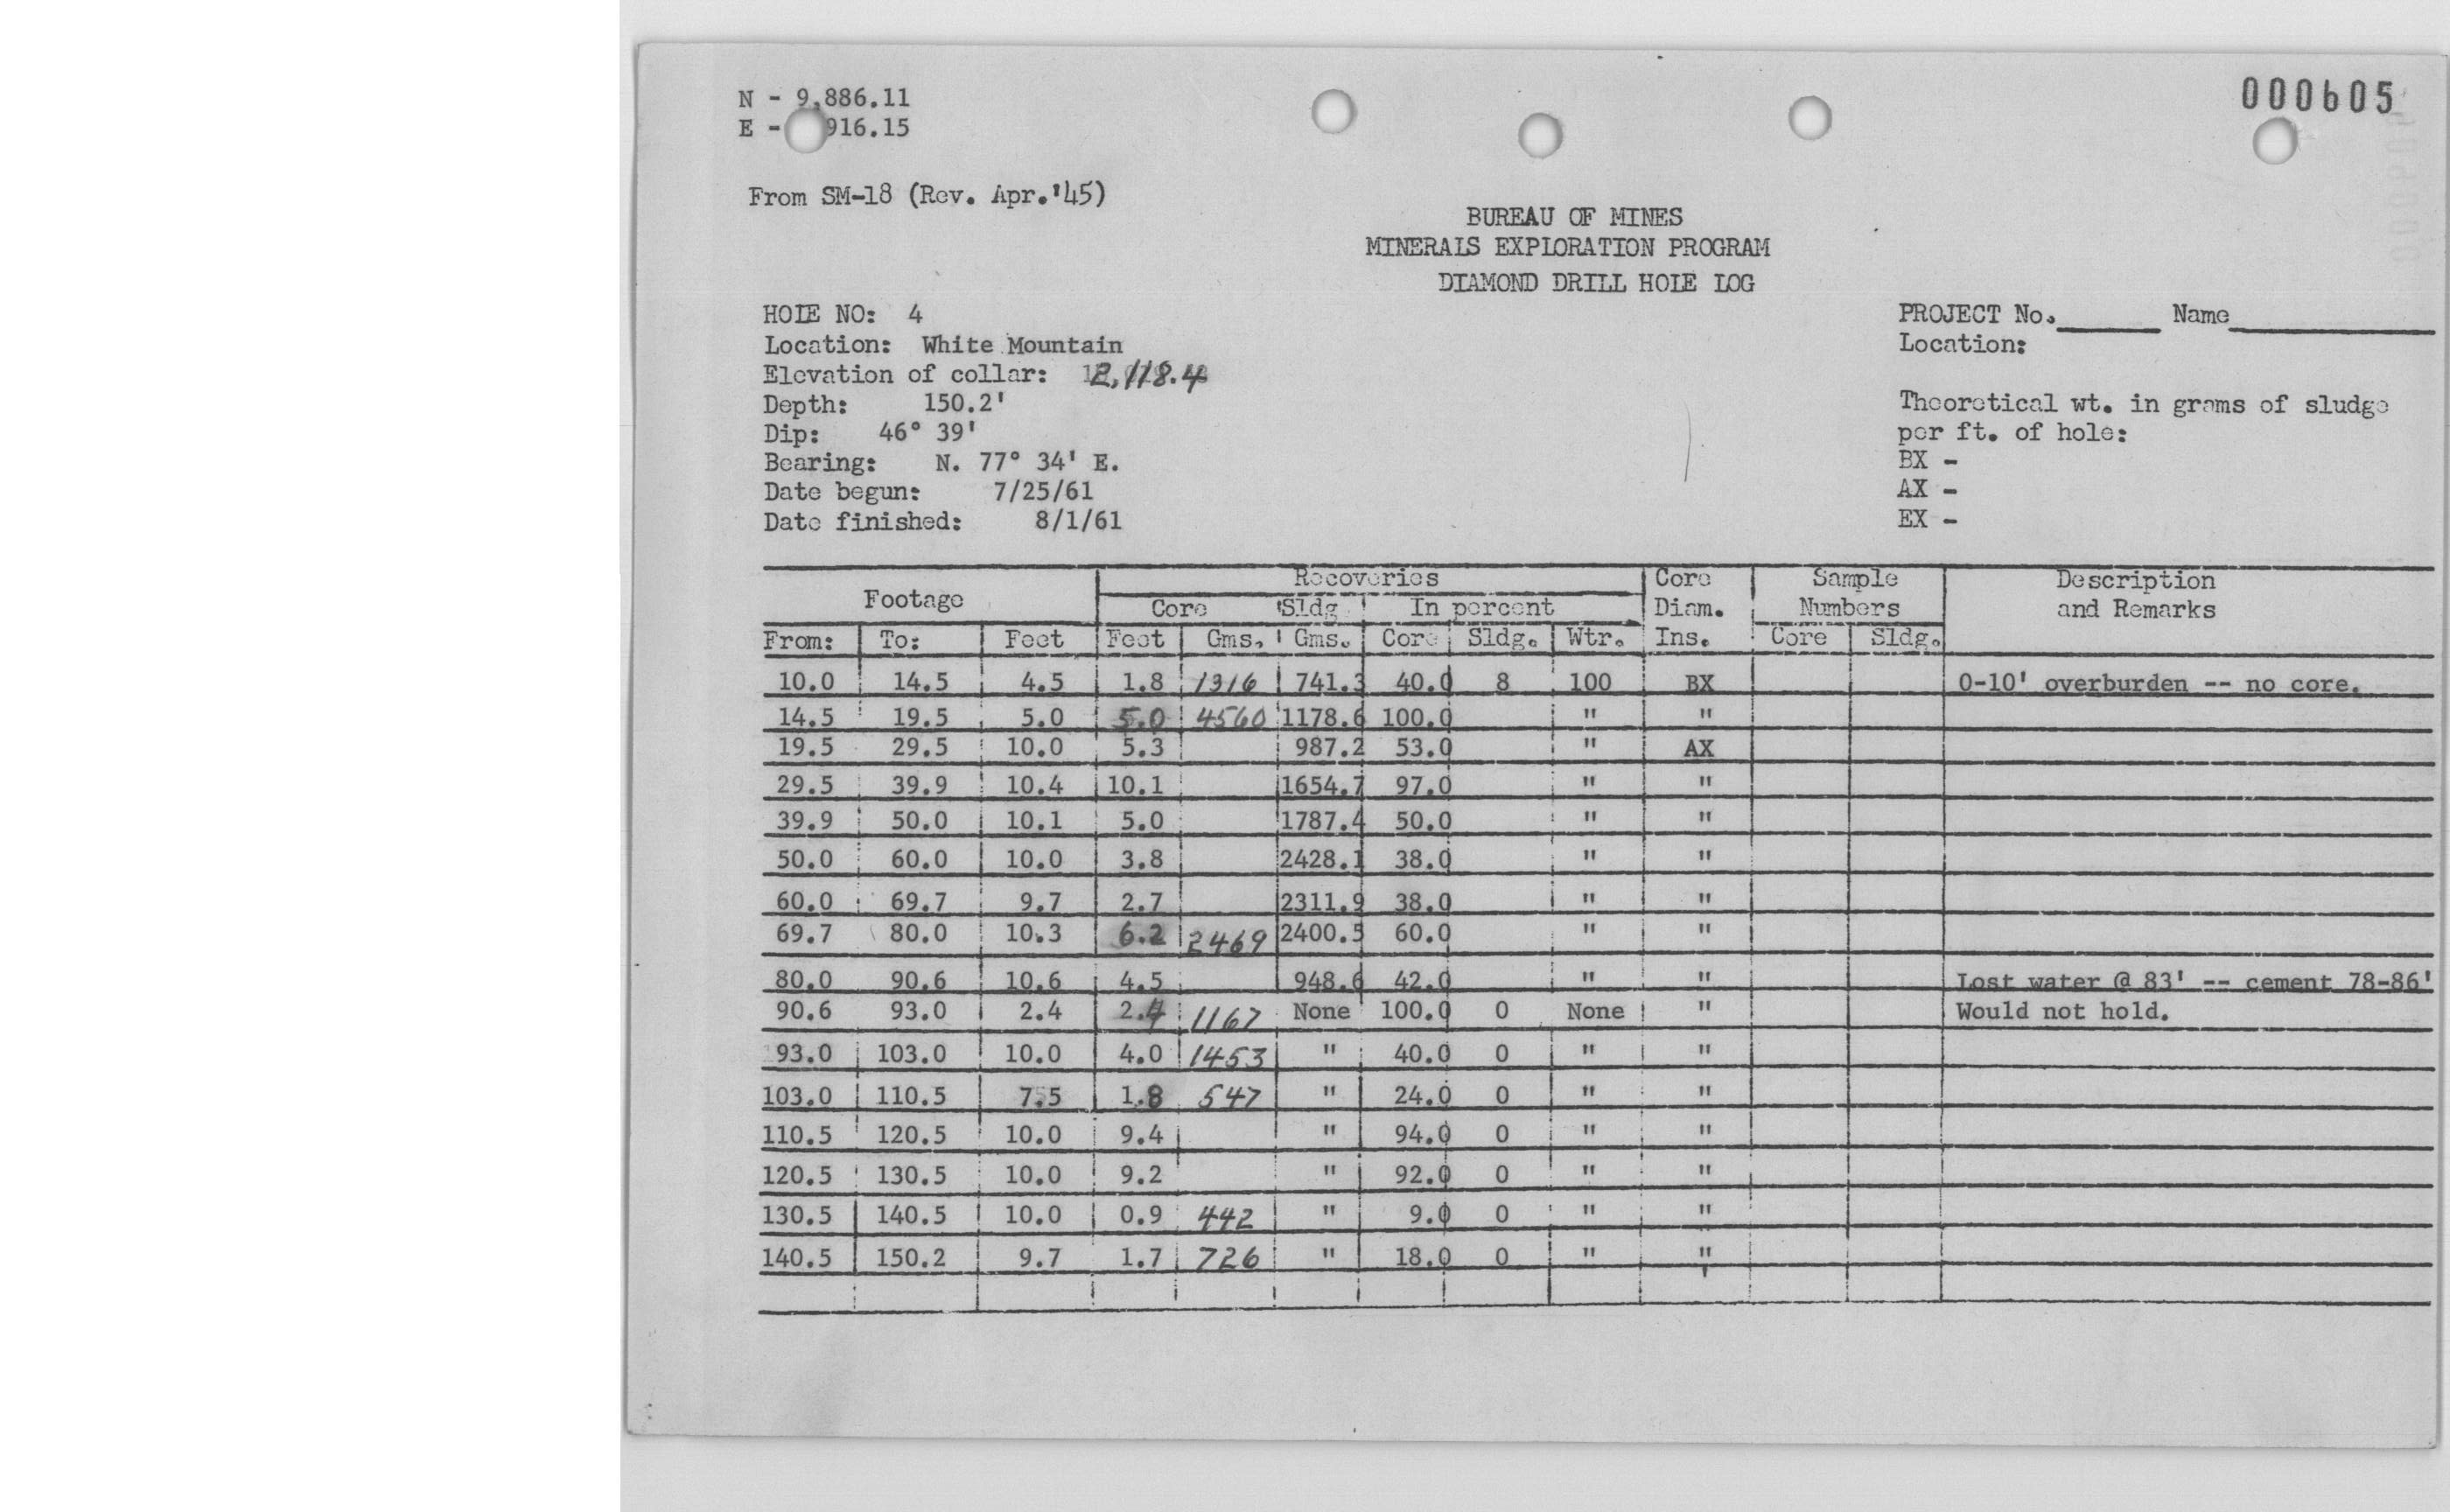 000605
N - 9,886.11
E - 916.15
From SM-18 (Rev. Apr.'45)
BUREAU OF MINES
MINERALS EXPLORATION PROGRAM
DIAMOND DRILL HOLE LOG
HOLE NO: 4
Location: White Mountain
Elevation of collar: 2,118.4
Depth: 150.2'
Dip: 46° 39'
Bearing: N. 77° 34' E.
Date begun: 7/25/61
Date finished: 8/1/61
PROJECT No. Name
Location:
Theoretical wt. in grams of sludge
per ft. of hole:
BX -
AX -
EX -
Footage Recoveries Core Sample Description
Core Sldg. In percent Diam. Numbers and Remarks
From: To: Feet Feet Gms. Gms. Core Sldg. Wtr. Ins. Core Sldg.
10.0 14.5 4.5 1.8 1316 741.3 40.0 8 100 BX 0-10' overburden -- no core.
14.5 19.5 5.0 5.0 4560 1178.6 100.0 " "
19.5 29.5 10.0 5.3 987.2 53.0 " AX
29.5 39.9 10.4 10.1 1654.7 97.0 " "
39.9 50.0 10.1 5.0 1787.4 50.0 " "
50.0 60.0 10.0 3.8 2428.1 38.0 " "
60.0 69.7 9.7 2.7 2311.9 38.0 " "
69.7 80.0 10.3 6.2 2469 2400.5 60.0 " "
80.0 90.6 10.6 4.5 948.6 42.0 " " Lost water @ 83' -- cement 78-86'
90.6 93.0 2.4 2.4 1167 None 100.0 0 None " Would not hold.
93.0 103.0 10.0 4.0 1453 " 40.0 0 " "
103.0 110.5 7.5 1.8 547 " 24.0 0 " "
110.5 120.5 10.0 9.4 " 94.0 0 " "
120.5 130.5 10.0 9.2 " 92.0 0 " "
130.5 140.5 10.0 0.9 442 " 9.0 0 " "
140.5 150.2 9.7 1.7 726 " 18.0 0 " "